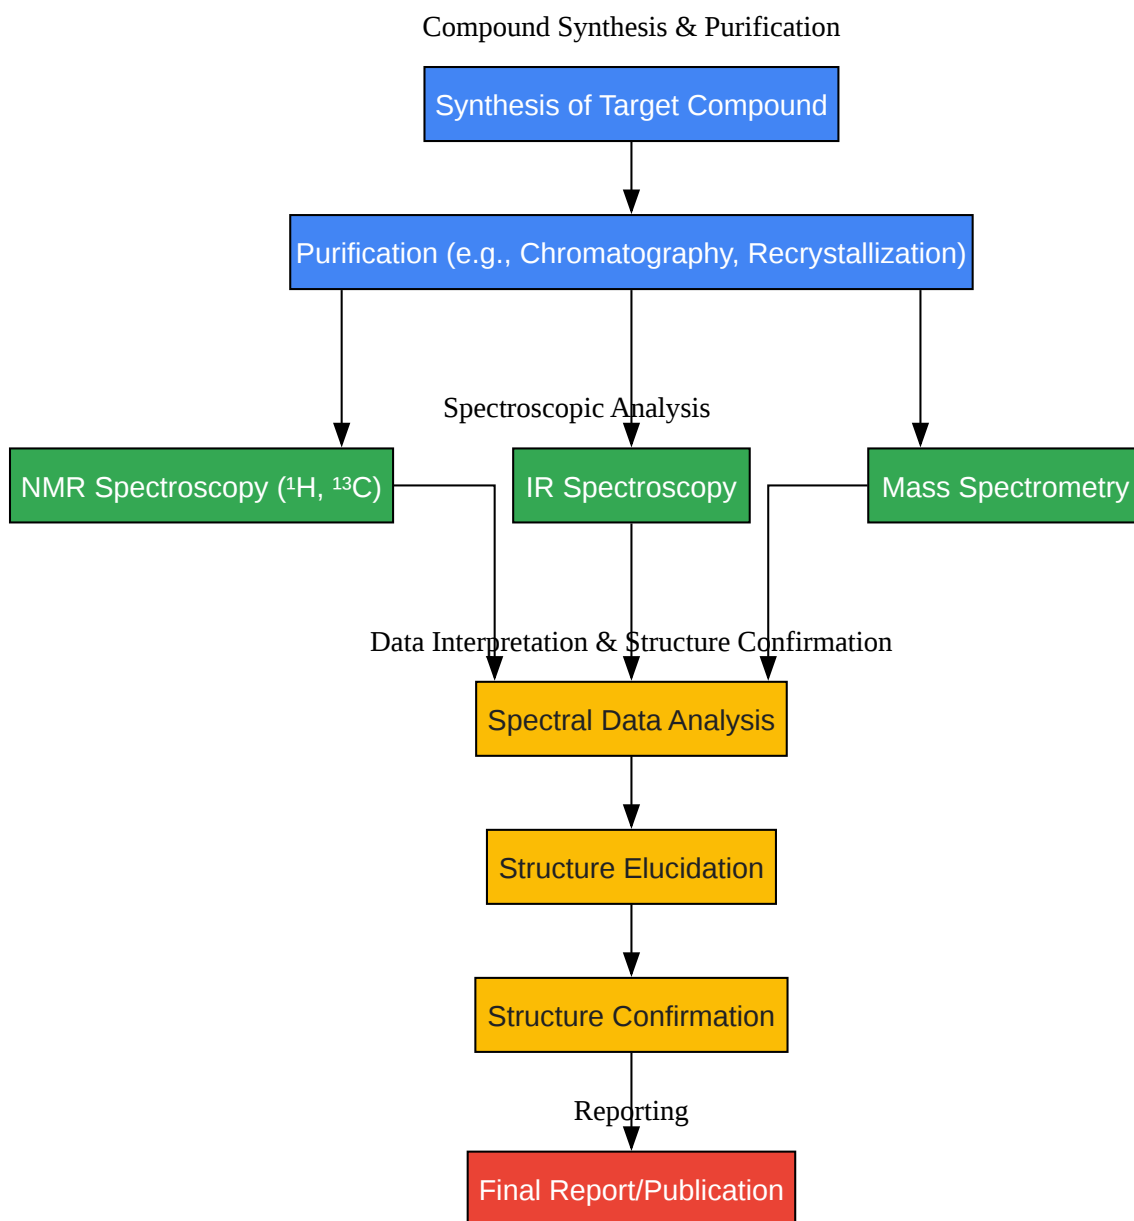 Compound Synthesis & Purification
Synthesis of Target Compound
Purification (e.g., Chromatography, Recrystallization)
Spectroscopic Analysis
NMR Spectroscopy (¹H, ¹³C)
IR Spectroscopy
Mass Spectrometry
Data Interpretation & Structure Confirmation
Spectral Data Analysis
Structure Elucidation
Structure Confirmation
Reporting
Final Report/Publication